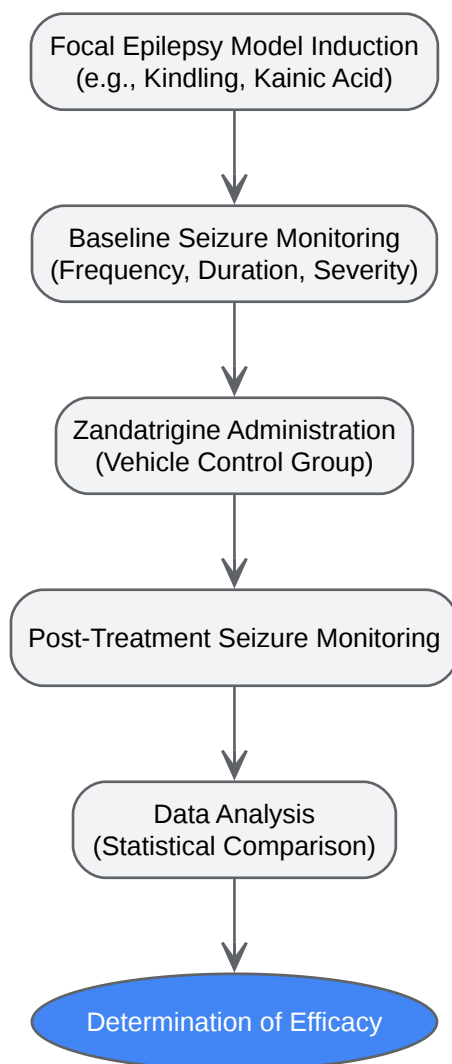 Focal Epilepsy Model Induction
(e.g., Kindling, Kainic Acid)
Baseline Seizure Monitoring
(Frequency, Duration, Severity)
Zandatrigine Administration
(Vehicle Control Group)
Post-Treatment Seizure Monitoring
Data Analysis
(Statistical Comparison)
Determination of Efficacy